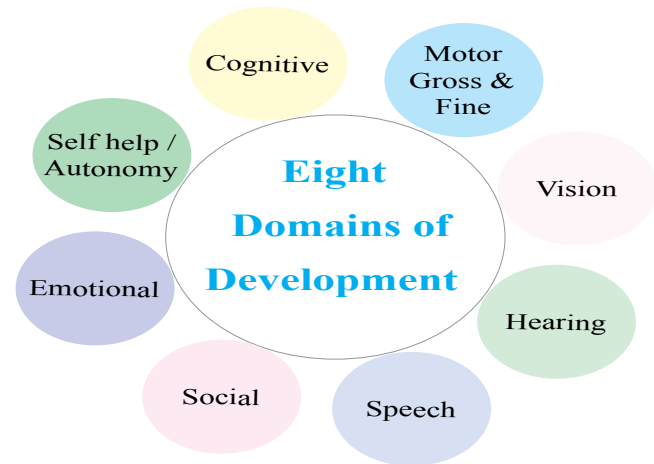 Eight
Domains of
Development
Cognitive
Motor
Gross &
Fine
Vision
Hearing
Speech
Social
Emotional
Self help /
Autonomy